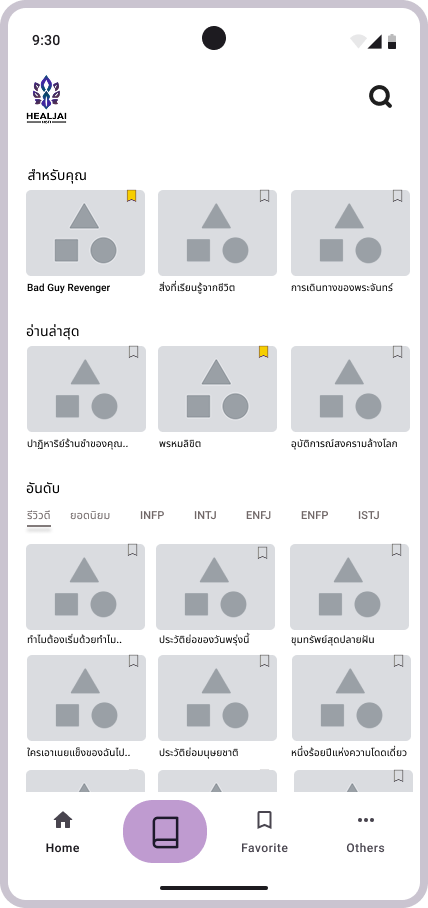 9:30
HEALJAI
สำหรับคุณ
Bad Guy Revenger
สิ่งที่เรียนรู้จากชีวิต
การเดินทางของพระจันทร์
อ่านล่าสุด
ปาฏิหาริย์ร้านชำของคุณ..
พรหมลิขิต
อุบัติการณ์สงครามล้างโลก
อันดับ
รีวิวดี ยอดนิยม INFP INTJ ENFJ ENFP ISTJ
ทำไมต้องเริ่มด้วยทำไม..
ประวัติย่อของวันพรุ่งนี้
ขุมทรัพย์สุดปลายฝัน
ใครเอาเนยแข็งของฉันไป..
ประวัติย่อมนุษยชาติ
หนึ่งร้อยปีแห่งความโดดเดี่ยว
Home
Favorite
Others